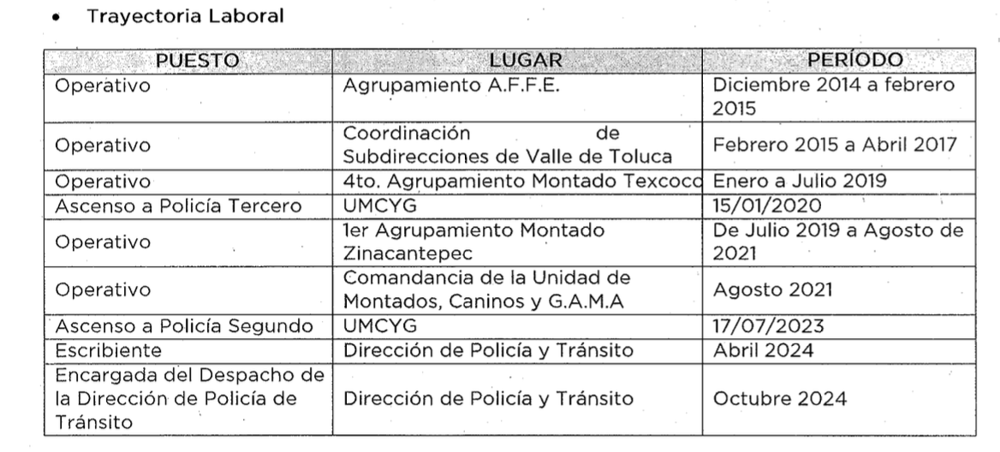 • Trayectoria Laboral
PUESTO LUGAR PERÍODO
Operativo Agrupamiento A.F.F.E. Diciembre 2014 a febrero
2015
Operativo Coordinación de
Subdirecciones de Valle de Toluca Febrero 2015 a Abril 2017
Operativo 4to. Agrupamiento Montado Texcoco Enero a Julio 2019
Ascenso a Policía Tercero UMCYG 15/01/2020
Operativo 1er Agrupamiento Montado
Zinacantepec De Julio 2019 a Agosto de
2021
Operativo Comandancia de la Unidad de
Montados, Caninos y G.A.M.A Agosto 2021
Ascenso a Policía Segundo UMCYG 17/07/2023
Escribiente Dirección de Policía y Tránsito Abril 2024
Encargada del Despacho de
la Dirección de Policía de
Tránsito Dirección de Policía y Tránsito Octubre 2024